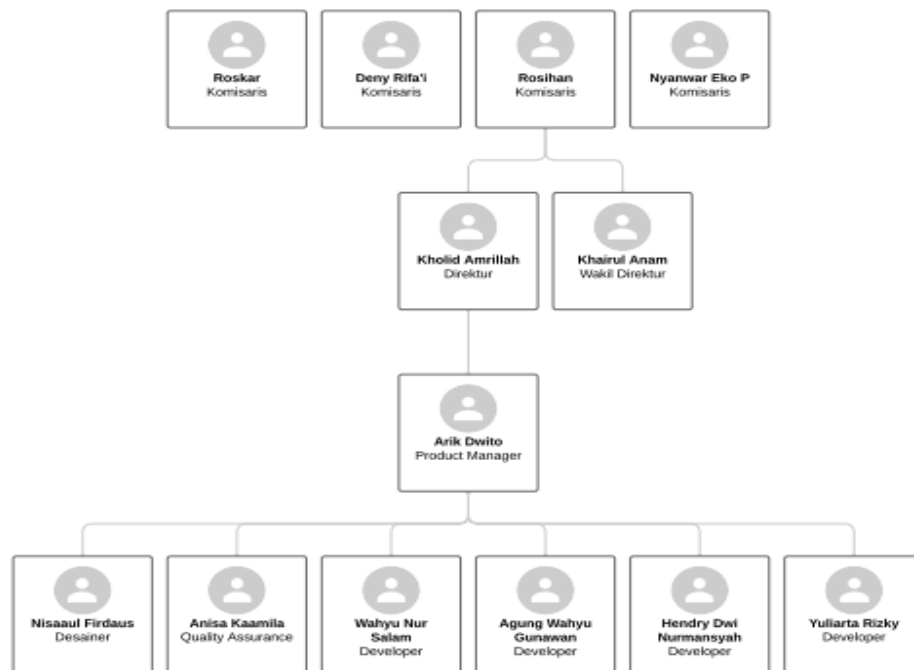 Roskar
Komisaris
Deny Rifa'i
Komisaris
Rosihan
Komisaris
Nyanwar Eko P
Komisaris
Kholid Amrillah
Direktur
Khairul Anam
Wakil Direktur
Arik Dwito
Product Manager
Nisaaul Firdaus
Desainer
Anisa Kaamila
Quality Assurance
Wahyu Nur
Salam
Developer
Agung Wahyu
Gunawan
Developer
Hendry Dwi
Nurmansyah
Developer
Yuliarta Rizky
Developer